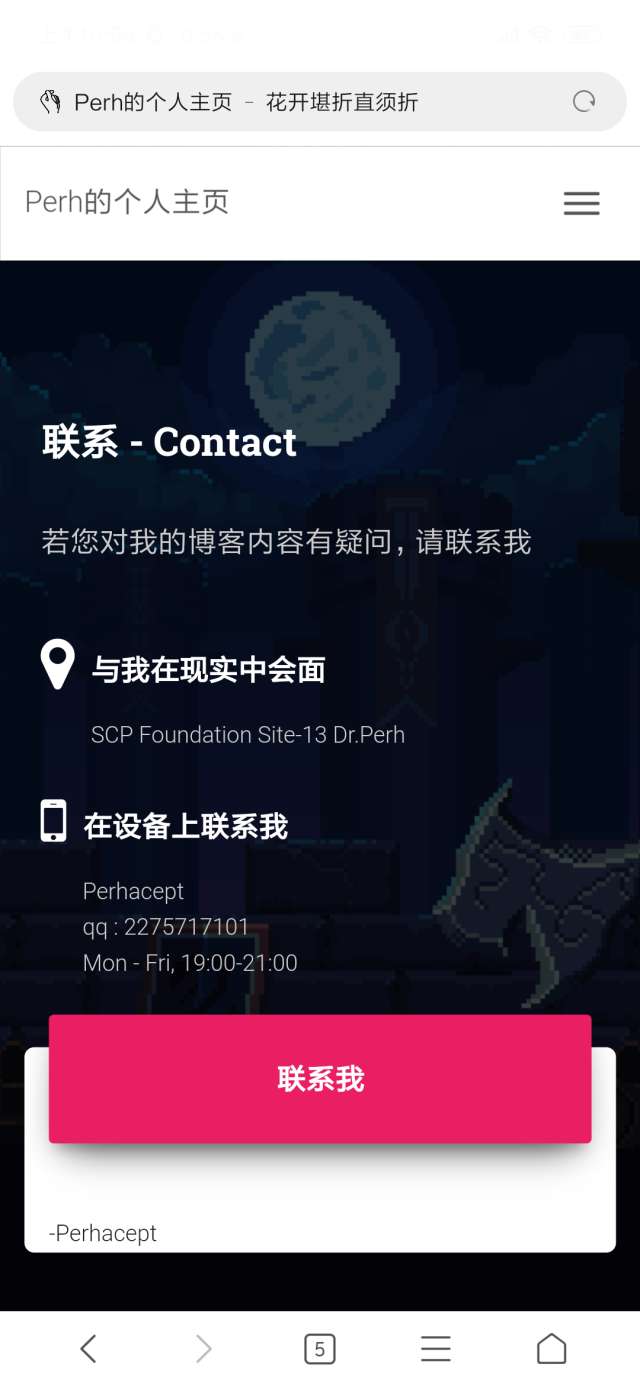 Perh的个人主页 - 花开堪折直须折
Perh的个人主页
联系 - Contact
若您对我的博客内容有疑问，请联系我
与我在现实中会面
SCP Foundation Site-13 Dr.Perh
在设备上联系我
Perhacept
qq : 2275717101
Mon - Fri, 19:00-21:00
联系我
-Perhacept
5